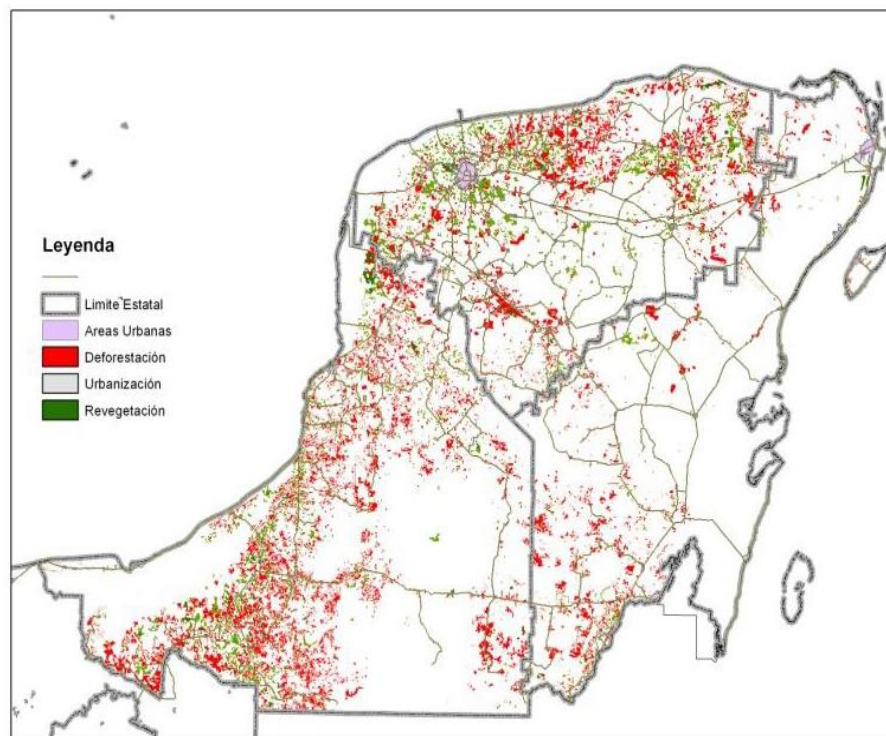 Leyenda
Limite Estatal
Areas Urbanas
Deforestación
Urbanización
Revegetación